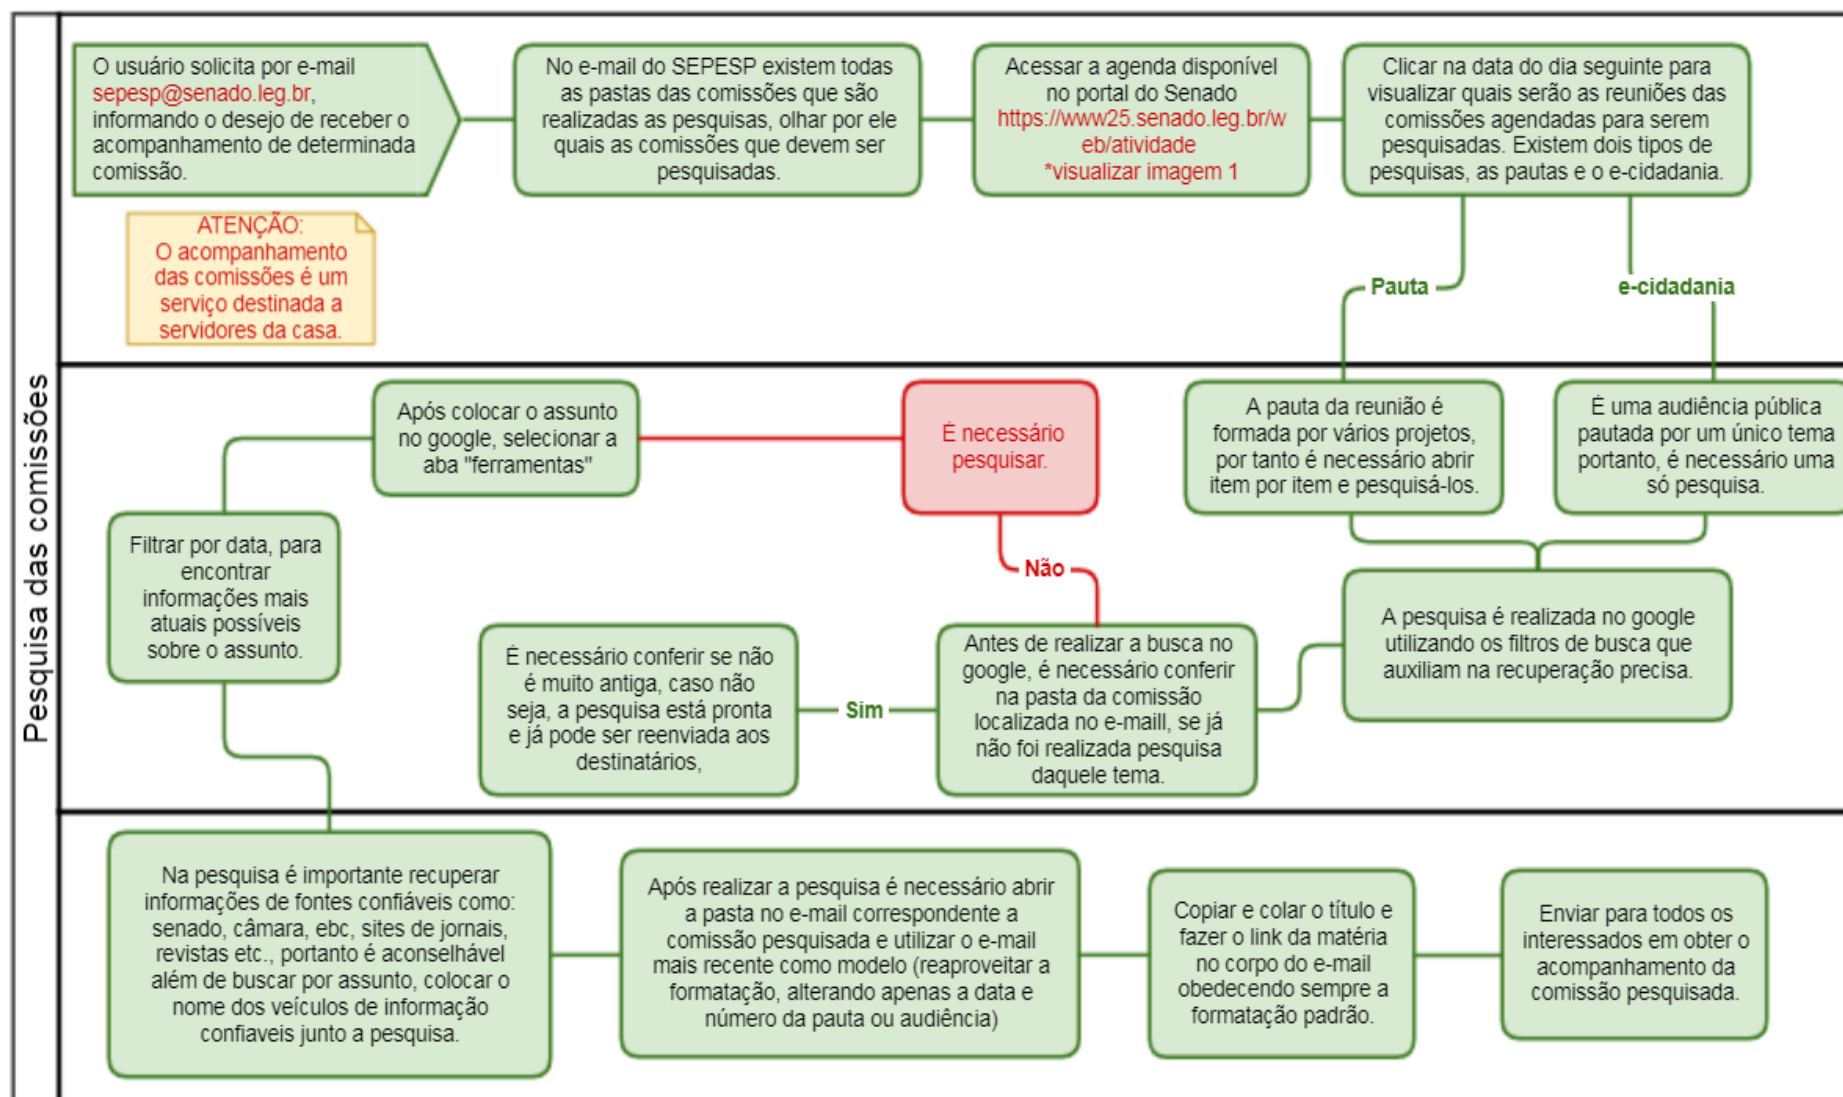 Pesquisa das comissões
O usuário solicita por e-mail
sepesp@senado.leg.br,
informando o desejo de receber o
acompanhamento de determinada
comissão.
No e-mail do SEPESP existem todas
as pastas das comissões que são
realizadas as pesquisas, olhar por ele
quais as comissões que devem ser
pesquisadas.
Acessar a agenda disponível
no portal do Senado
https://www25.senado.leg.br/w
eb/atividade
*visualizar imagem 1
Clicar na data do dia seguinte para
visualizar quais serão as reuniões das
comissões agendadas para serem
pesquisadas. Existem dois tipos de
pesquisas, as pautas e o e-cidadania.
ATENÇÃO:
O acompanhamento
das comissões é um
serviço destinada a
servidores da casa.
Pauta
e-cidadania
A pauta da reunião é
formada por vários projetos,
por tanto é necessário abrir
item por item e pesquisá-los.
É uma audiência pública
pautada por um único tema
portanto, é necessário uma
só pesquisa.
A pesquisa é realizada no google
utilizando os filtros de busca que
auxiliam na recuperação precisa.
Antes de realizar a busca no
google, é necessário conferir
na pasta da comissão
localizada no e-maill, se já
não foi realizada pesquisa
daquele tema.
Sim
É necessário conferir se não
é muito antiga, caso não
seja, a pesquisa está pronta
e já pode ser reenviada aos
destinatários,
Não
É necessário
pesquisar.
Após colocar o assunto
no google, selecionar a
aba "ferramentas"
Filtrar por data, para
encontrar
informações mais
atuais possíveis
sobre o assunto.
Na pesquisa é importante recuperar
informações de fontes confiáveis como:
senado, câmara, ebc, sites de jornais,
revistas etc., portanto é aconselhável
além de buscar por assunto, colocar o
nome dos veículos de informação
confiaveis junto a pesquisa.
Após realizar a pesquisa é necessário abrir
a pasta no e-mail correspondente a
comissão pesquisada e utilizar o e-mail
mais recente como modelo (reaproveitar a
formatação, alterando apenas a data e
número da pauta ou audiência)
Copiar e colar o título e
fazer o link da matéria
no corpo do e-mail
obedecendo sempre a
formatação padrão.
Enviar para todos os
interessados em obter o
acompanhamento da
comissão pesquisada.